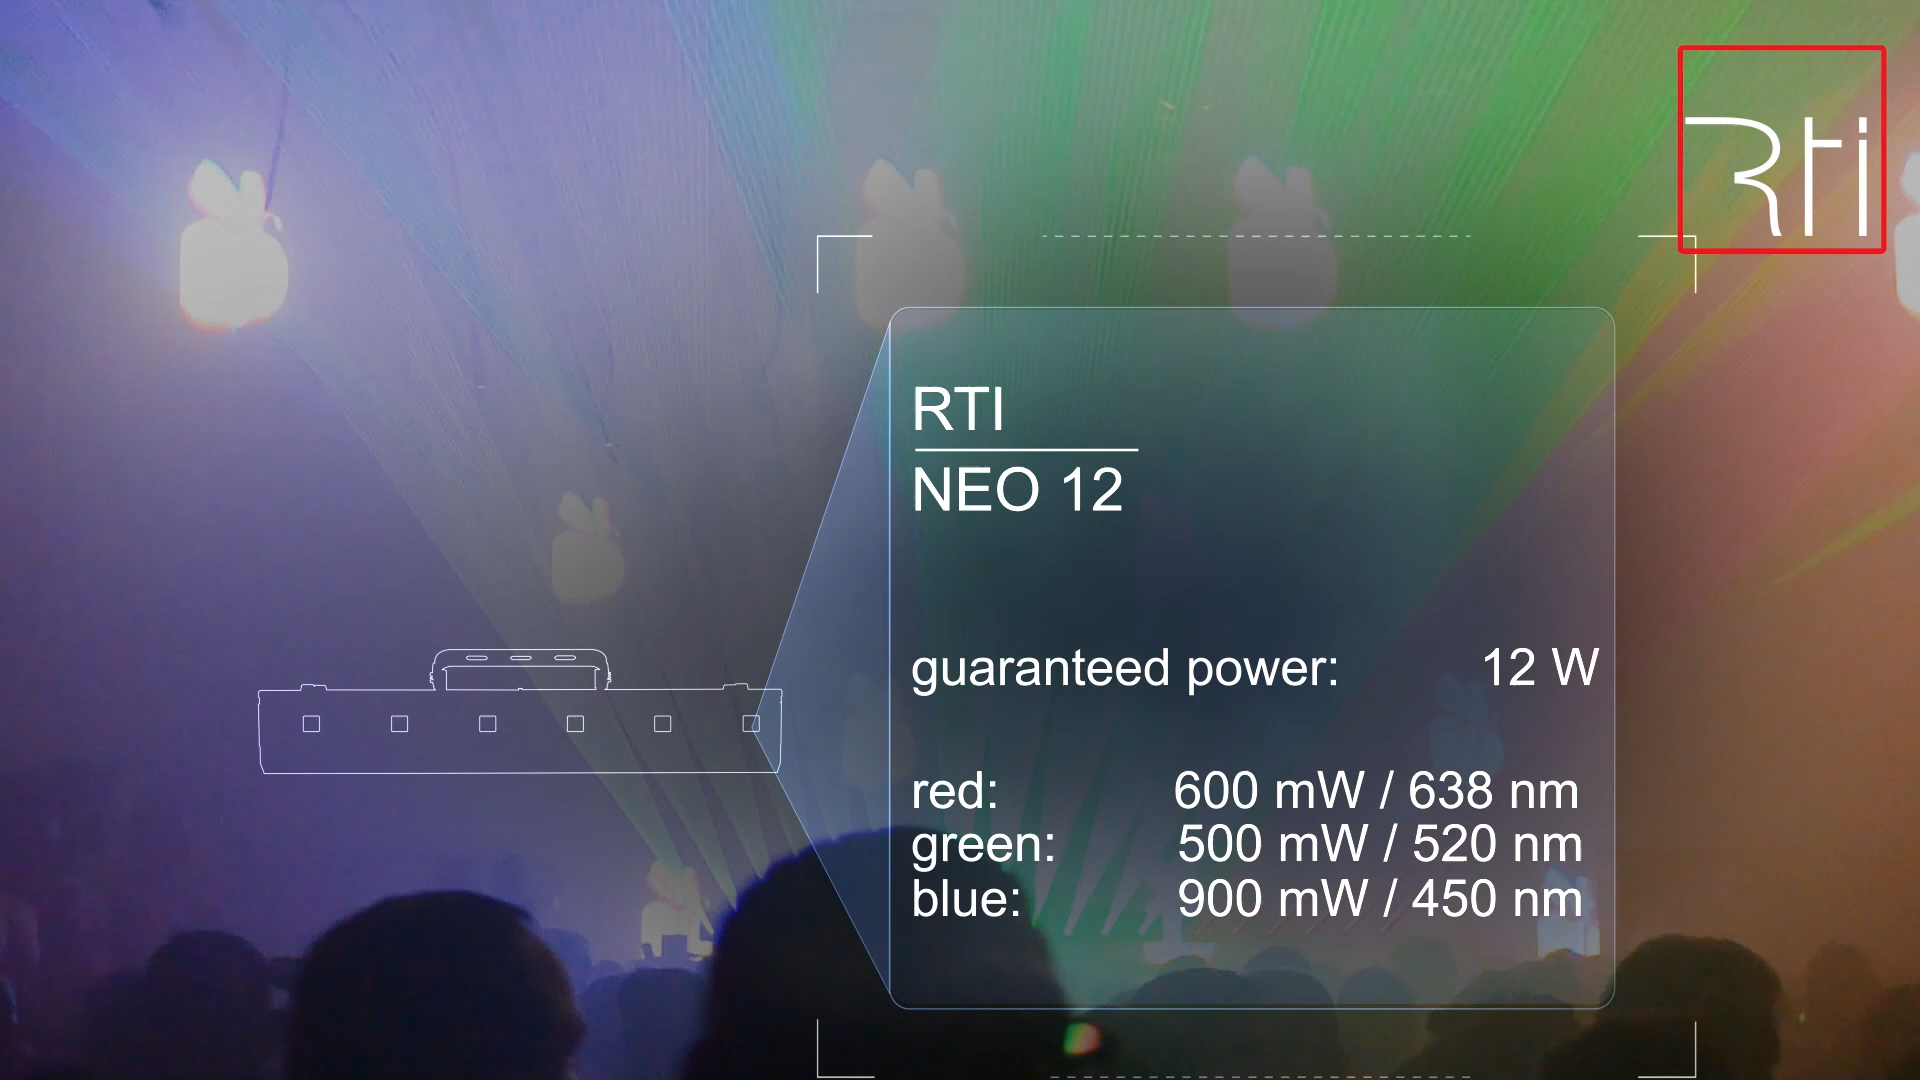 Rti
RTI
NEO 12
guaranteed power: 12 W
red: 600 mW / 638 nm
green: 500 mW / 520 nm
blue: 900 mW / 450 nm